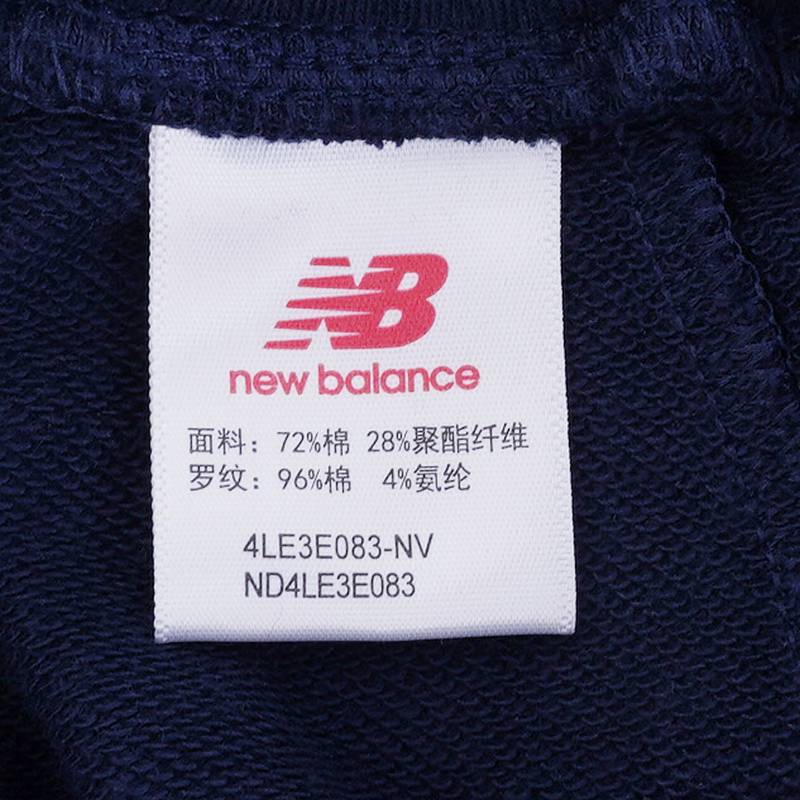 NB
new balance
面料：72%棉 28%聚酯纤维
罗纹：96%棉 4%氨纶
4LE3E083-NV
ND4LE3E083